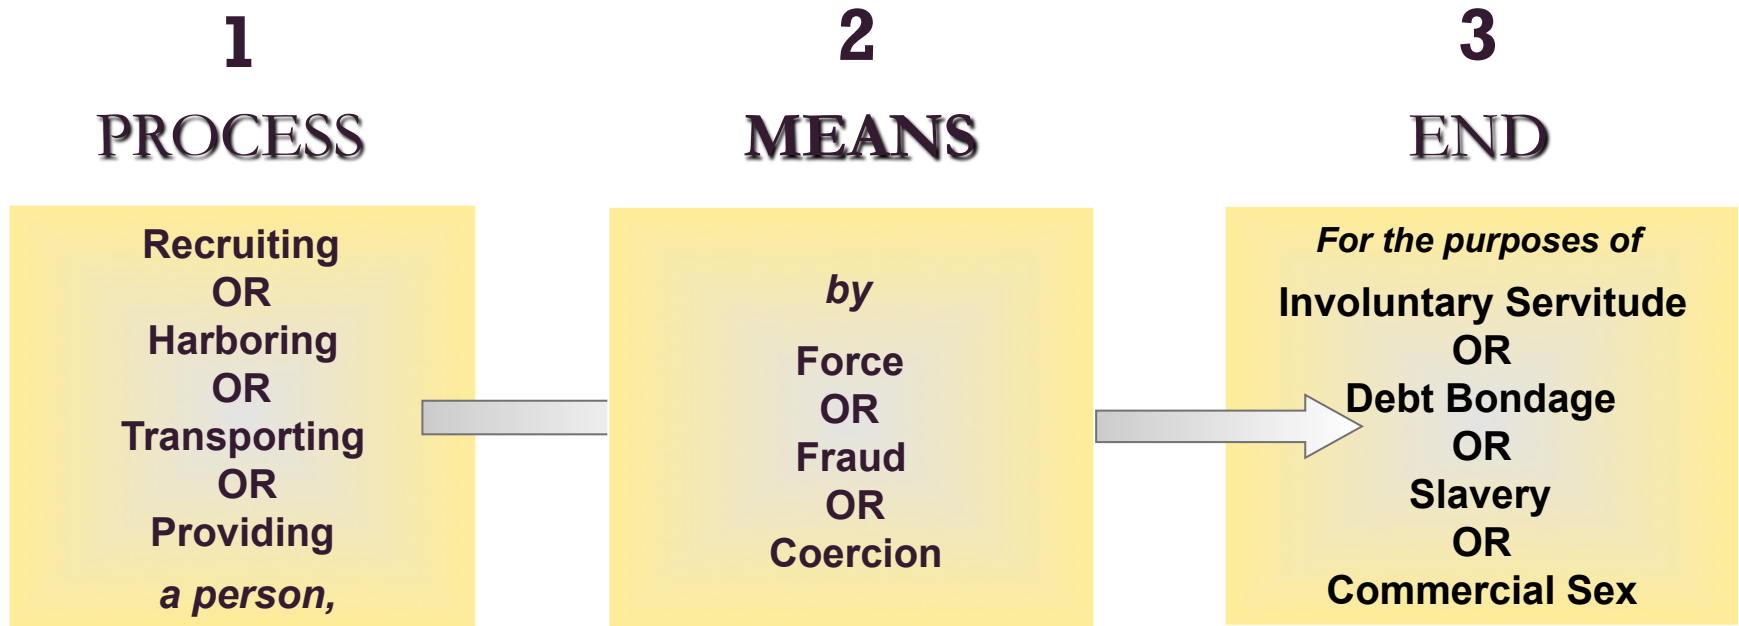 1
PROCESS
Recruiting
OR
Harboring
OR
Transporting
OR
Providing
a person,
2
MEANS
by
Force
OR
Fraud
OR
Coercion
3
END
For the purposes of
Involuntary Servitude
OR
Debt Bondage
OR
Slavery
OR
Commercial Sex